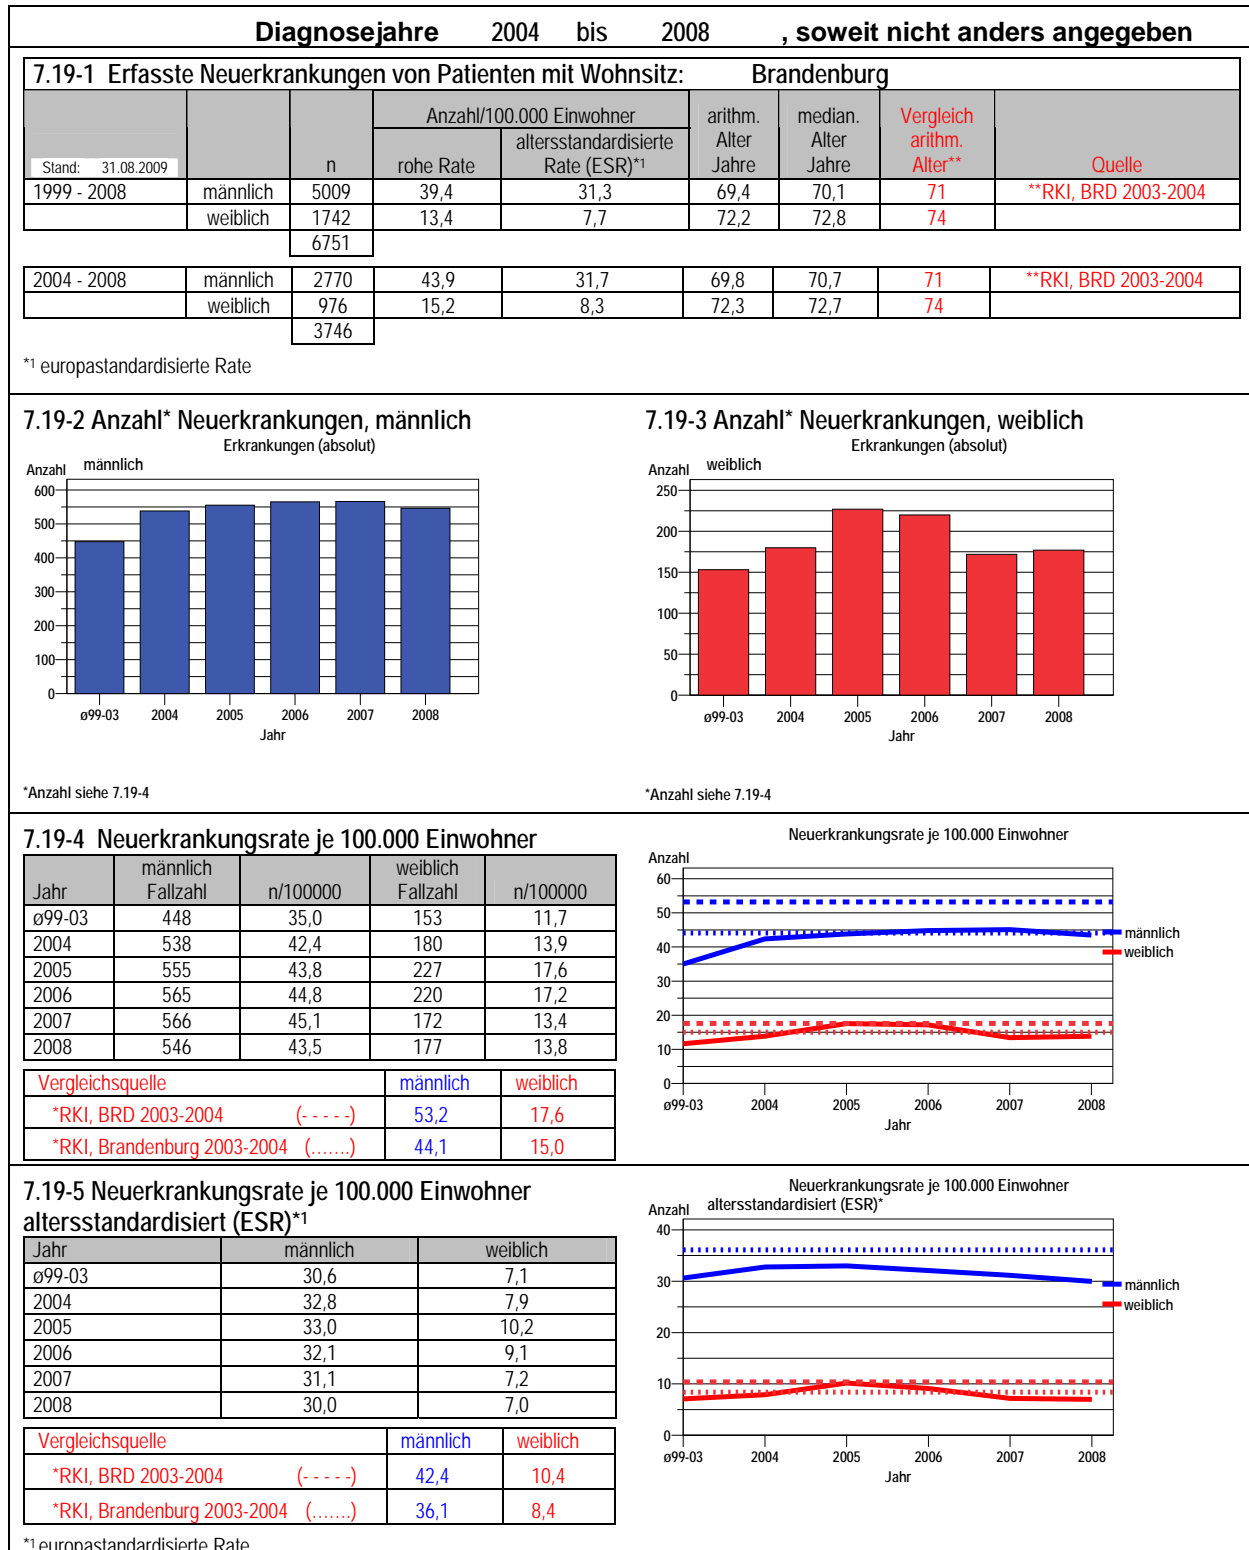 Diagnosejahre 2004 bis 2008 , soweit nicht anders angegeben
7.19-1 Erfasste Neuerkrankungen von Patienten mit Wohnsitz: Brandenburg
Anzahl/100.000 Einwohner arithm. median. Vergleich
altersstandardisierte Alter Alter arithm.
Stand: 31.08.2009 n rohe Rate Rate (ESR)*1 Jahre Jahre Alter** Quelle
1999 - 2008 männlich 5009 39,4 31,3 69,4 70,1 71 **RKI, BRD 2003-2004
weiblich 1742 13,4 7,7 72,2 72,8 74
6751
2004 - 2008 männlich 2770 43,9 31,7 69,8 70,7 71 **RKI, BRD 2003-2004
weiblich 976 15,2 8,3 72,3 72,7 74
3746
*1 europastandardisierte Rate
7.19-2 Anzahl* Neuerkrankungen, männlich
Erkrankungen (absolut)
Anzahl männlich
600
500
400
300
200
100
0
ø99-03 2004 2005 2006 2007 2008
Jahr
*Anzahl siehe 7.19-4
7.19-3 Anzahl* Neuerkrankungen, weiblich
Erkrankungen (absolut)
Anzahl weiblich
250
200
150
100
50
0
ø99-03 2004 2005 2006 2007 2008
Jahr
*Anzahl siehe 7.19-4
7.19-4 Neuerkrankungsrate je 100.000 Einwohner
männlich weiblich
Jahr Fallzahl n/100000 Fallzahl n/100000
ø99-03 448 35,0 153 11,7
2004 538 42,4 180 13,9
2005 555 43,8 227 17,6
2006 565 44,8 220 17,2
2007 566 45,1 172 13,4
2008 546 43,5 177 13,8
Vergleichsquelle männlich weiblich
*RKI, BRD 2003-2004 (- - - - -) 53,2 17,6
*RKI, Brandenburg 2003-2004 (.......) 44,1 15,0
Neuerkrankungsrate je 100.000 Einwohner
Anzahl
60
50
40
30
20
10
0
männlich
weiblich
ø99-03 2004 2005 2006 2007 2008
Jahr
7.19-5 Neuerkrankungsrate je 100.000 Einwohner
altersstandardisiert (ESR)*1
Jahr männlich weiblich
ø99-03 30,6 7,1
2004 32,8 7,9
2005 33,0 10,2
2006 32,1 9,1
2007 31,1 7,2
2008 30,0 7,0
Vergleichsquelle männlich weiblich
*RKI, BRD 2003-2004 (- - - - -) 42,4 10,4
*RKI, Brandenburg 2003-2004 (.......) 36,1 8,4
*1 europastandardisierte Rate
Neuerkrankungsrate je 100.000 Einwohner
Anzahl altersstandardisiert (ESR)*
40
30
20
10
0
männlich
weiblich
ø99-03 2004 2005 2006 2007 2008
Jahr